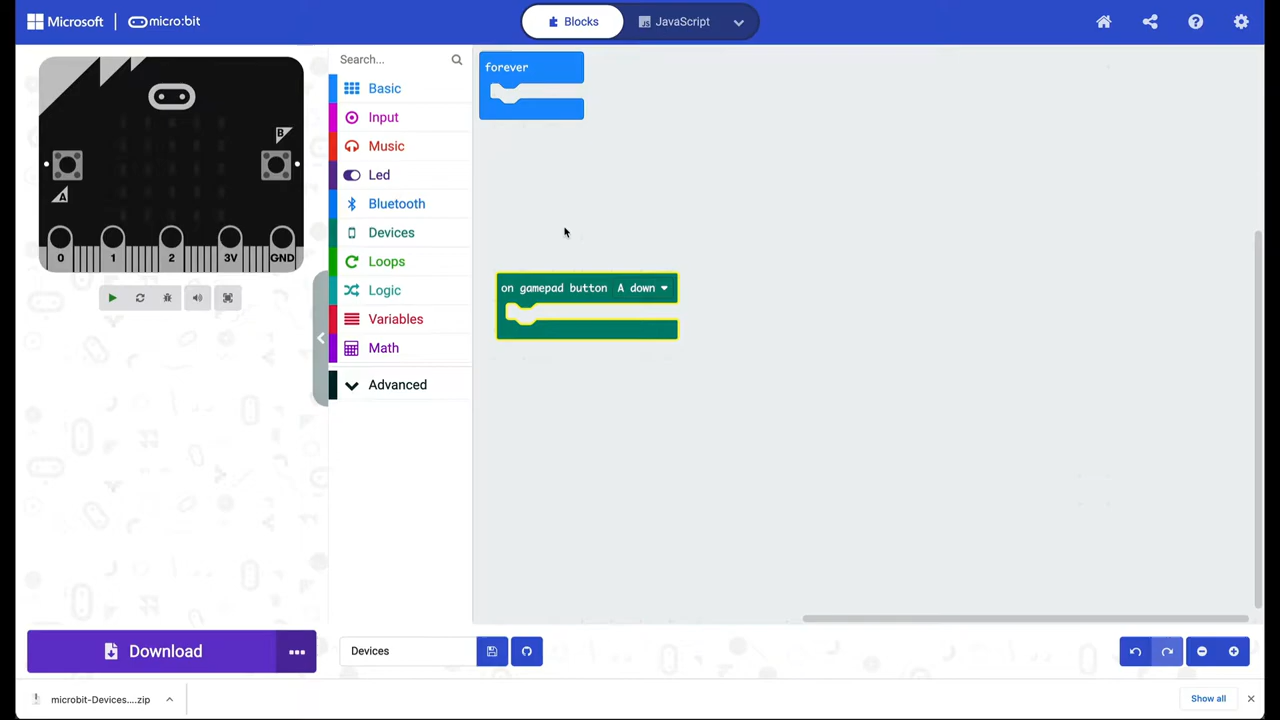 Microsoft
micro:bit
Blocks
JavaScript
A
B
0 1 2 3V GND
Download
Search...
Basic
Input
Music
Led
Bluetooth
Devices
Loops
Logic
Variables
Math
Advanced
forever
on gamepad button A down
Devices
microbit-Devices....zip
Show all